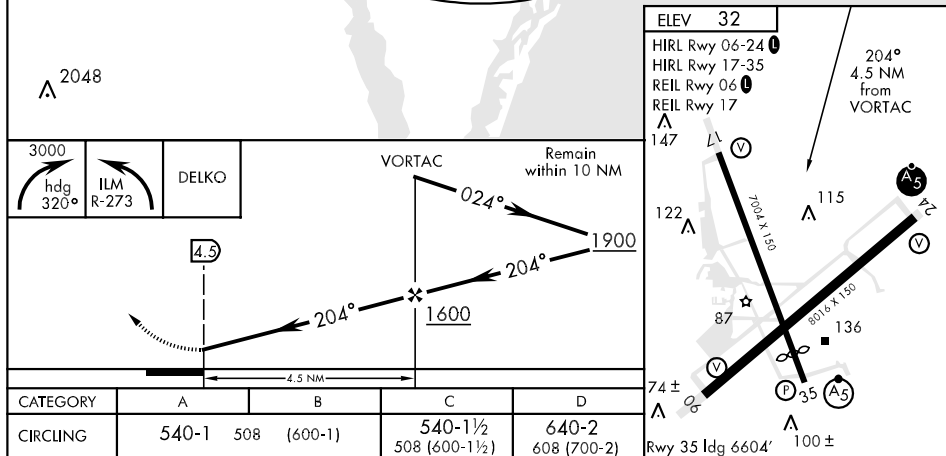 2048
3000
hdg
320°
ILM
R-273
DELKO
VORTAC
Remain
within 10 NM
024°
1900
204°
4.5
204°
1600
4.5 NM
CATEGORY A B C D
CIRCLING 540-1 508 (600-1) 540-1½ 640-2
508 (600-1½) 608 (700-2)
ELEV 32
HIRL Rwy 06-24 L
HIRL Rwy 17-35
REIL Rwy 06 L
REIL Rwy 17
204°
4.5 NM
from
VORTAC
147
17
V
A5
115
24
122
7004 X 150
V
87
8016 X 150
136
V
74 ±
06
P
35
A5
100 ±
Rwy 35 ldg 6604'